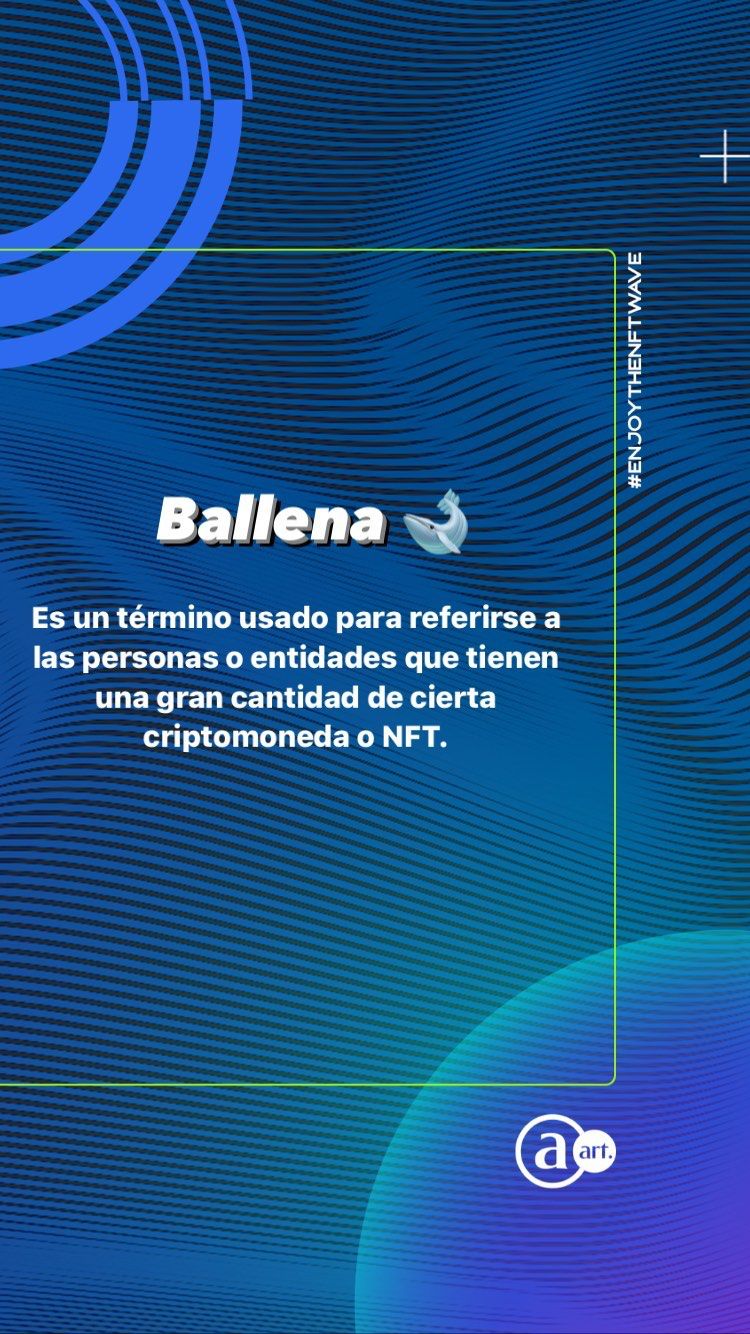 #ENJOYTHENFTWAVE
Ballena 🐋
Es un término usado para referirse a
las personas o entidades que tienen
una gran cantidad de cierta
criptomoneda o NFT.
a art.